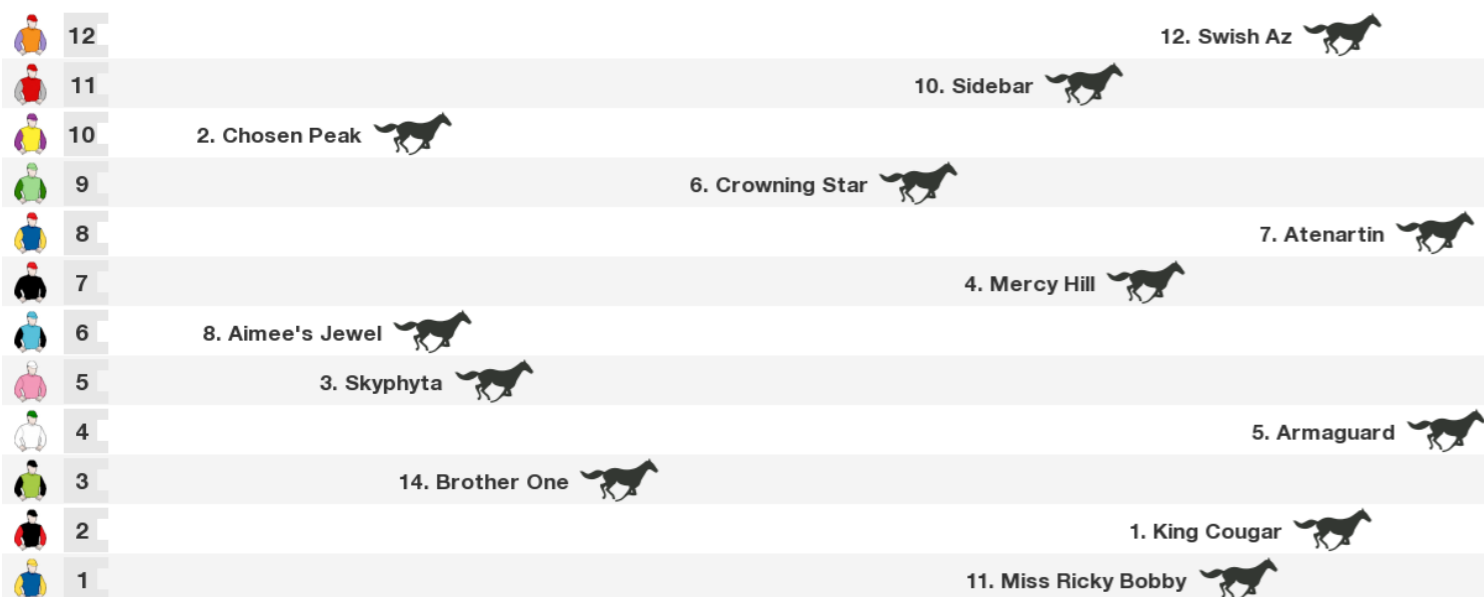 12 12. Swish Az
11 10. Sidebar
10 2. Chosen Peak
9 6. Crowning Star
8 7. Atenartin
7 4. Mercy Hill
6 8. Aimee's Jewel
5 3. Skyphyta
4 5. Armaguard
3 14. Brother One
2 1. King Cougar
1 11. Miss Ricky Bobby